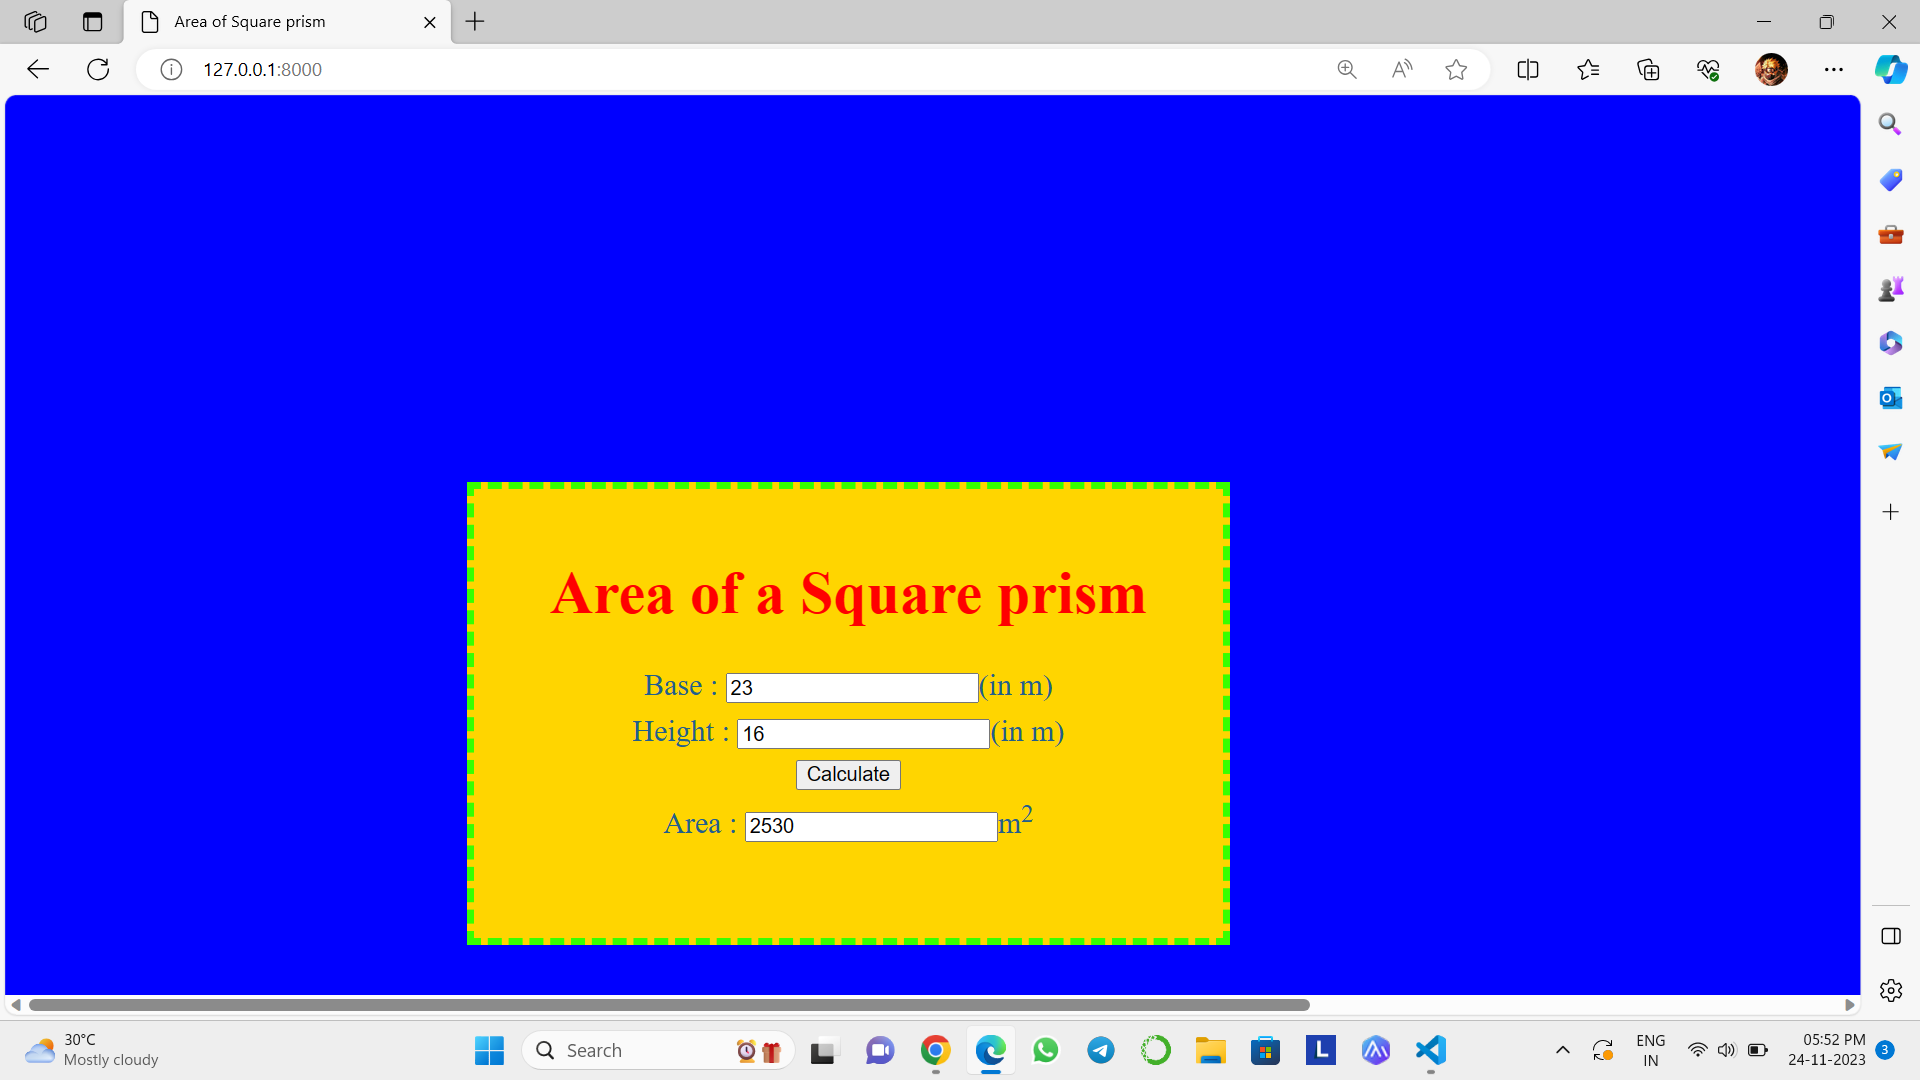 Area of Square prism
127.0.0.1:8000
Area of a Square prism
Base : 23 (in m)
Height : 16 (in m)
Calculate
Area : 2530 m²
30°C
Mostly cloudy
Search
L
ENG
IN
05:52 PM
24-11-2023
3